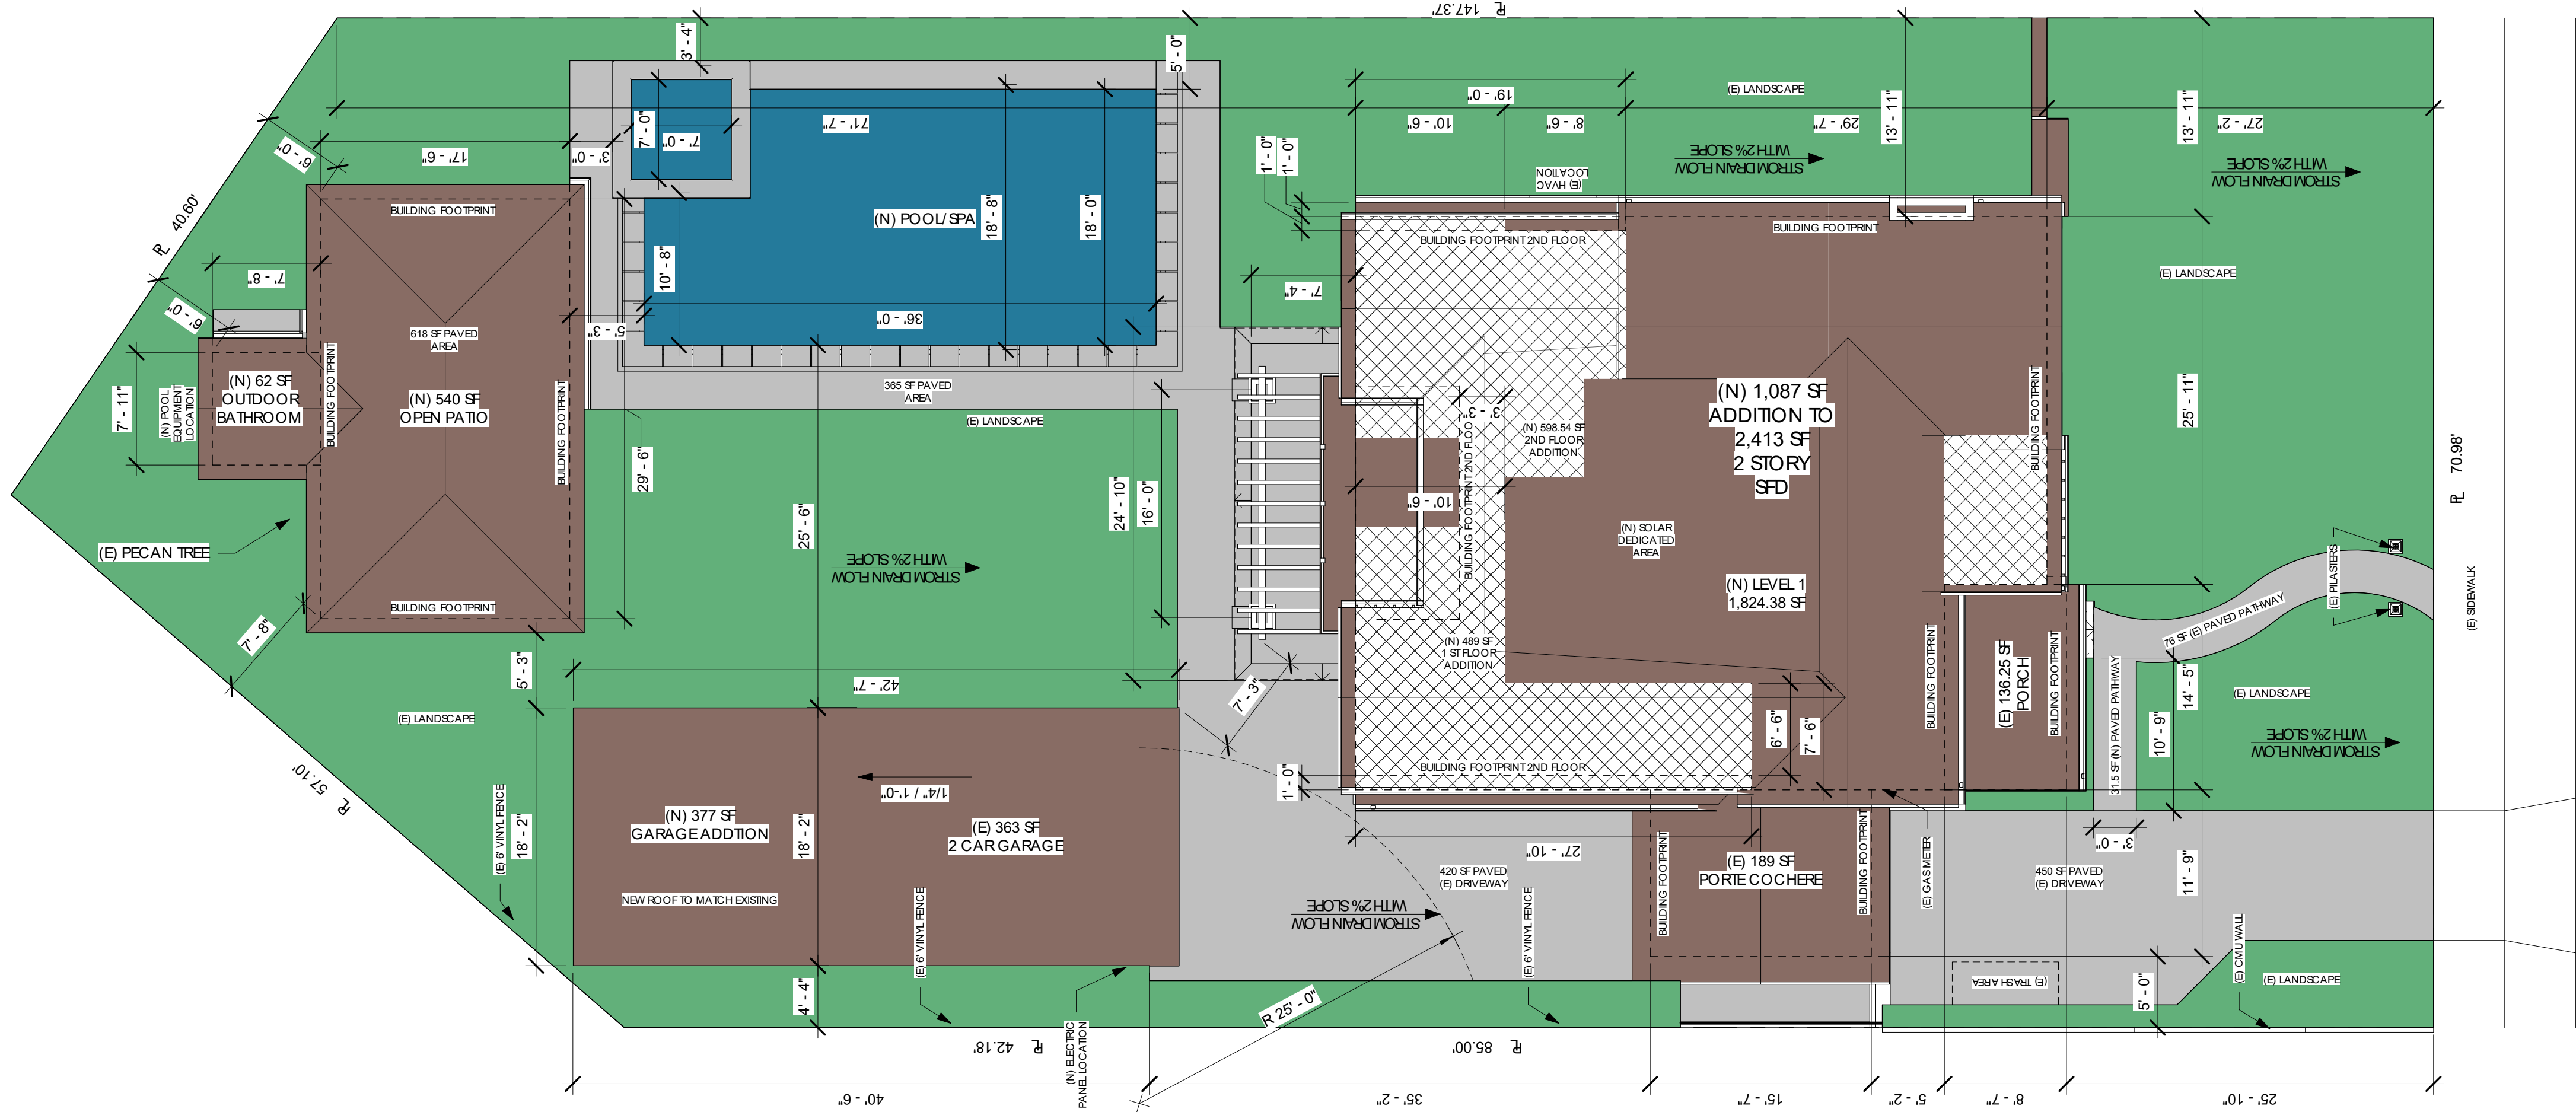 PL 147.37'
3' - 4"
5' - 0"
19' - 0"
(E) LANDSCAPE
10' - 6"
8' - 6"
29' - 7"
13' - 11"
13' - 11"
27' - 2"
71' - 7"
7' - 0"
7' - 0"
3' - 0"
17' - 6"
6' - 0"
PL 40.60'
1' - 0"
1' - 0"
STROM DRAIN FLOW
WITH 2% SLOPE
STROM DRAIN FLOW
WITH 2% SLOPE
(E) HVAC
LOCATION
BUILDING FOOTPRINT
(N) POOL/SPA
18' - 8"
18' - 0"
10' - 8"
BUILDING FOOTPRINT 2ND FLOOR
BUILDING FOOTPRINT
7' - 8"
6' - 0"
7' - 4"
(E) LANDSCAPE
618 SF PAVED
AREA
5' - 3"
36' - 0"
7' - 11"
(N) POOL
EQUIPMENT
LOCATION
(N) 62 SF
OUTDOOR
BATHROOM
BUILDING FOOTPRINT
(N) 540 SF
OPEN PATIO
BUILDING FOOTPRINT
365 SF PAVED
AREA
(E) LANDSCAPE
29' - 6"
25' - 6"
24' - 10"
16' - 0"
3' - 3"
10' - 6"
BUILDING FOOTPRINT 2ND FLOO
(N) 598.54 SF
2ND FLOOR
ADDITION
(N) 1,087 SF
ADDITION TO
2,413 SF
2 STORY
SFD
(N) SOLAR
DEDICATED
AREA
(N) LEVEL 1
1,824.38 SF
BUILDING FOOTPRINT
25' - 11"
PL 70.98'
(E) PECAN TREE
STROM DRAIN FLOW
WITH 2% SLOPE
BUILDING FOOTPRINT
7' - 8"
5' - 3"
42' - 7"
7' - 3"
(N) 489 SF
1 ST FLOOR
ADDITION
BUILDING FOOTPRINT
(E) 136.25 SF
PORCH
BUILDING FOOTPRINT
76 SF (E) PAVED PATHWAY
(E) PILASTERS
(E) SIDEWALK
31.5 SF (N) PAVED PATHWAY
14' - 5"
10' - 9"
(E) LANDSCAPE
STROM DRAIN FLOW
WITH 2% SLOPE
(E) LANDSCAPE
6' - 6"
7' - 6"
BUILDING FOOTPRINT 2ND FLOOR
1' - 0"
1/4" / 1'-0"
PL 57.10'
(E) 6' VINYL FENCE
18' - 2"
(N) 377 SF
GARAGE ADDTION
18' - 2"
(E) 363 SF
2 CAR GARAGE
NEW ROOF TO MATCH EXISTING
(E) 6' VINYL FENCE
27' - 10"
420 SF PAVED
(E) DRIVEWAY
STROM DRAIN FLOW
WITH 2% SLOPE
(E) 6' VINYL FENCE
BUILDING FOOTPRINT
(E) 189 SF
PORTE COCHERE
BUILDING FOOTPRINT
(E) GAS METER
450 SF PAVED
(E) DRIVEWAY
3' - 0"
11' - 9"
(E) CMU WALL
(E) TRASH AREA
5' - 0"
(E) LANDSCAPE
4' - 4"
R 25' - 0"
(N) ELECTRIC
PANEL LOCATION
PL 42.18'
PL 85.00'
40' - 6"
35' - 2"
15' - 7"
5' - 2"
8' - 7"
25' - 10"